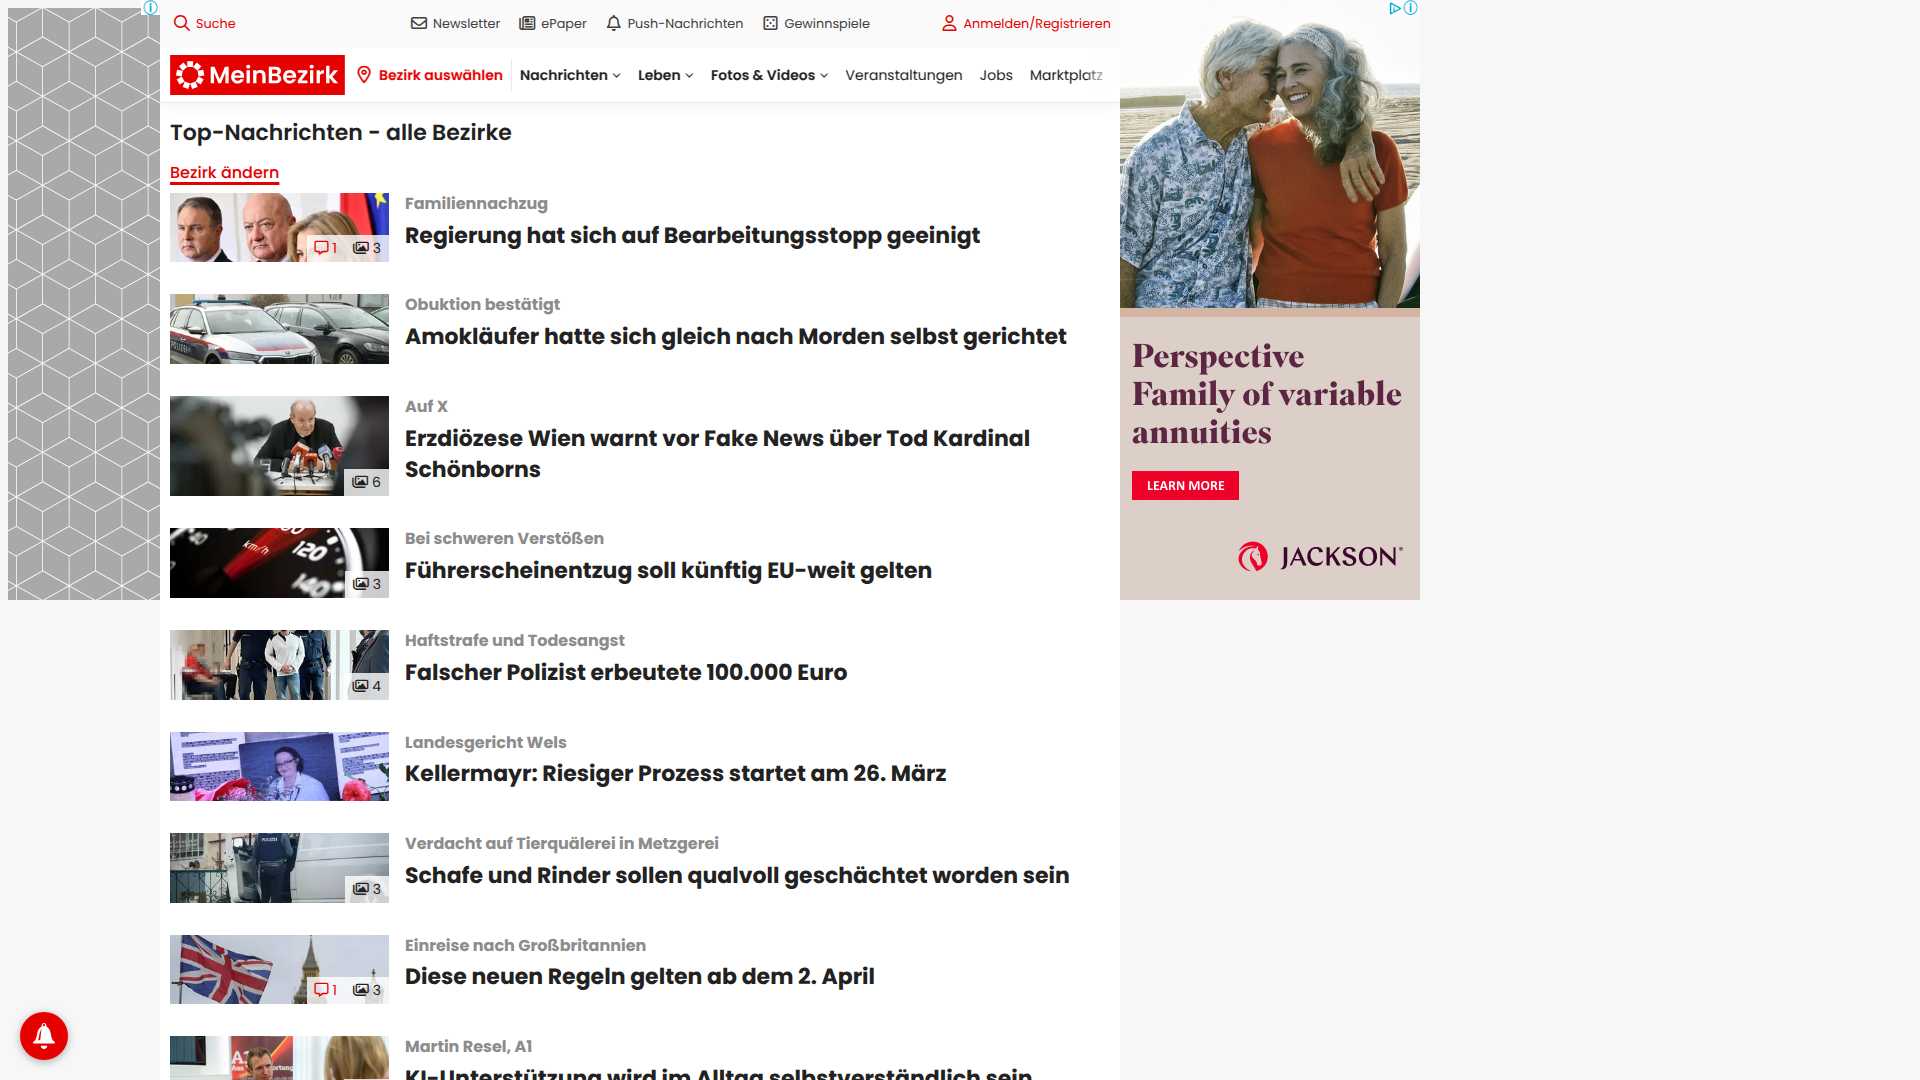 Suche
Newsletter
ePaper
Push-Nachrichten
Gewinnspiele
Anmelden/Registrieren
MeinBezirk
Bezirk auswählen
Nachrichten
Leben
Fotos & Videos
Veranstaltungen
Jobs
Marktplatz
Top-Nachrichten - alle Bezirke
Bezirk ändern
1
3
Familiennachzug
Regierung hat sich auf Bearbeitungsstopp geeinigt
Obuktion bestätigt
Amokläufer hatte sich gleich nach Morden selbst gerichtet
6
Auf X
Erzdiözese Wien warnt vor Fake News über Tod Kardinal
Schönborns
km/h
120
140
3
Bei schweren Verstößen
Führerscheinentzug soll künftig EU-weit gelten
4
Haftstrafe und Todesangst
Falscher Polizist erbeutete 100.000 Euro
Landesgericht Wels
Kellermayr: Riesiger Prozess startet am 26. März
3
Verdacht auf Tierquälerei in Metzgerei
Schafe und Rinder sollen qualvoll geschächtet worden sein
1
3
Einreise nach Großbritannien
Diese neuen Regeln gelten ab dem 2. April
Martin Resel, A1
KI-Unterstützung wird im Alltag selbstverständlich sein
Perspective
Family of variable
annuities
LEARN MORE
JACKSON®